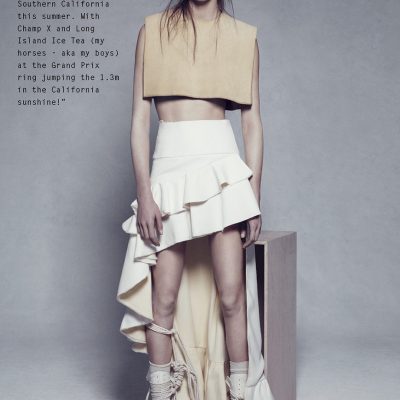 Southern California
this summer. With
Champ X and Long
Island Ice Tea (my
horses - aka my boys)
at the Grand Prix
ring jumping the 1.3m
in the California
sunshine!"